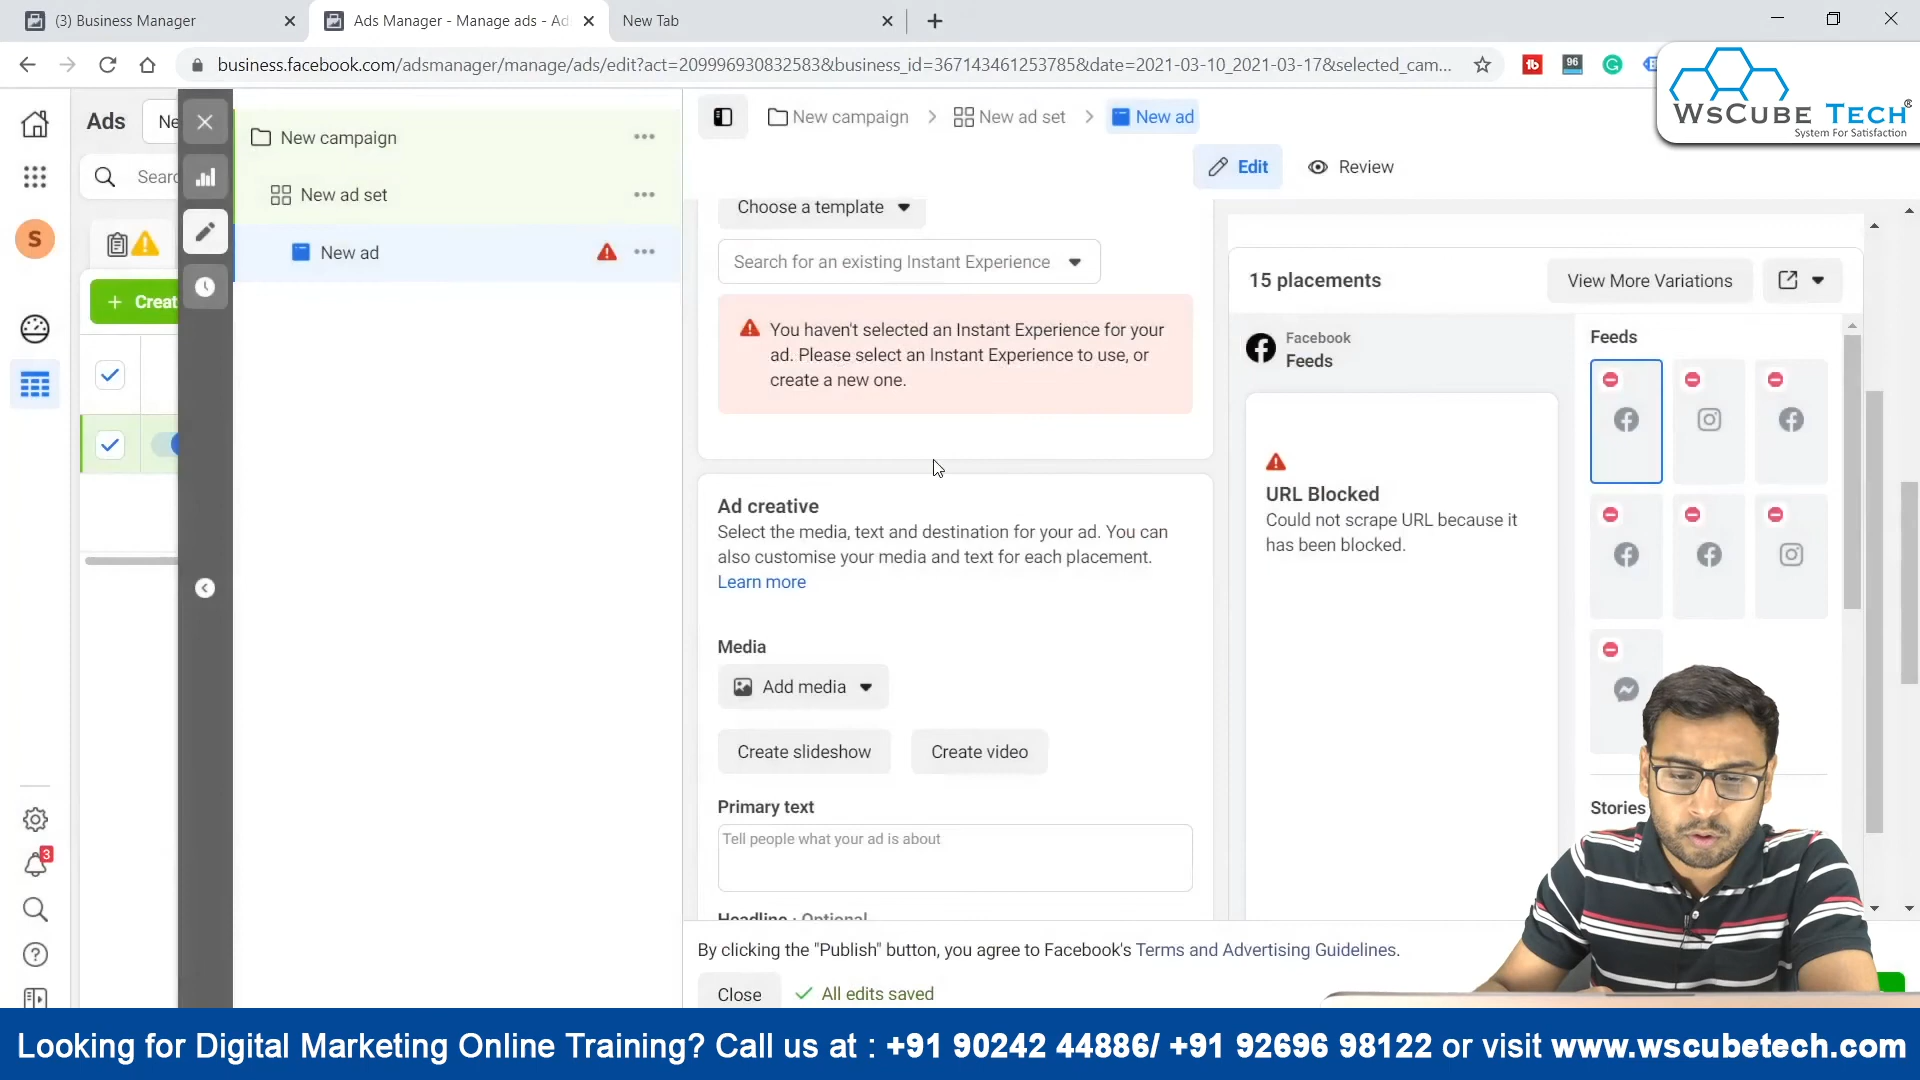 (3) Business Manager
Ads Manager - Manage ads - Ad
New Tab
business.facebook.com/adsmanager/manage/ads/edit?act=2099969308325838&business_id=367143461253785&date=2021-03-10_2021-03-17&selected_cam...
96
WsCube TECH®
System For Satisfaction
Ads
Ne
New campaign
New campaign
New ad set
New ad
Searc
New ad set
Edit
Review
S
New ad
Choose a template
Search for an existing Instant Experience
15 placements
View More Variations
+ Creat
You haven't selected an Instant Experience for your
ad. Please select an Instant Experience to use, or
create a new one.
Facebook
Feeds
Feeds
URL Blocked
Could not scrape URL because it
has been blocked.
Ad creative
Select the media, text and destination for your ad. You can
also customise your media and text for each placement.
Learn more
Media
Add media
Create slideshow
Create video
Primary text
Tell people what your ad is about
Stories
3
Headline · Optional
By clicking the "Publish" button, you agree to Facebook's Terms and Advertising Guidelines.
Close
All edits saved
Looking for Digital Marketing Online Training? Call us at : +91 90242 44886/ +91 92696 98122 or visit www.wscubetech.com